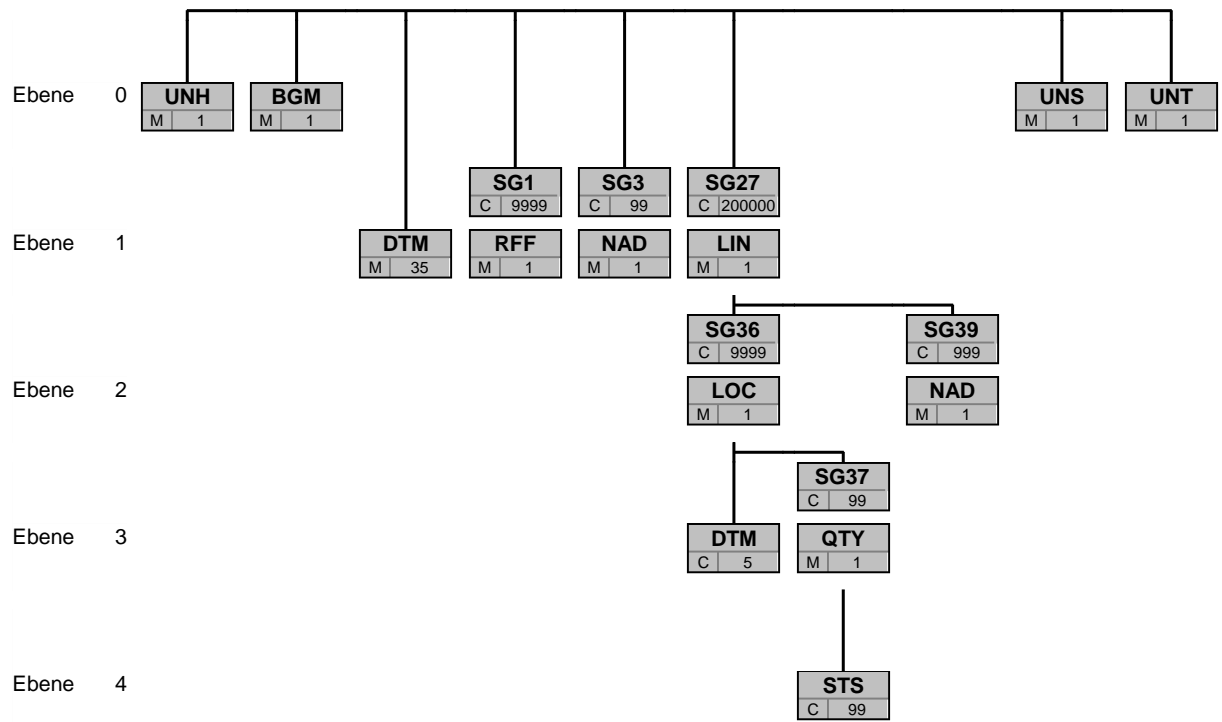 Ebene 0 UNH BGM UNS UNT
M 1 M 1 M 1 M 1
SG1 SG3 SG27
C 9999 C 99 C 200000
Ebene 1 DTM RFF NAD LIN
M 35 M 1 M 1 M 1
SG36 SG39
C 9999 C 999
Ebene 2 LOC NAD
M 1 M 1
SG37
C 99
Ebene 3 DTM QTY
C 5 M 1
Ebene 4 STS
C 99